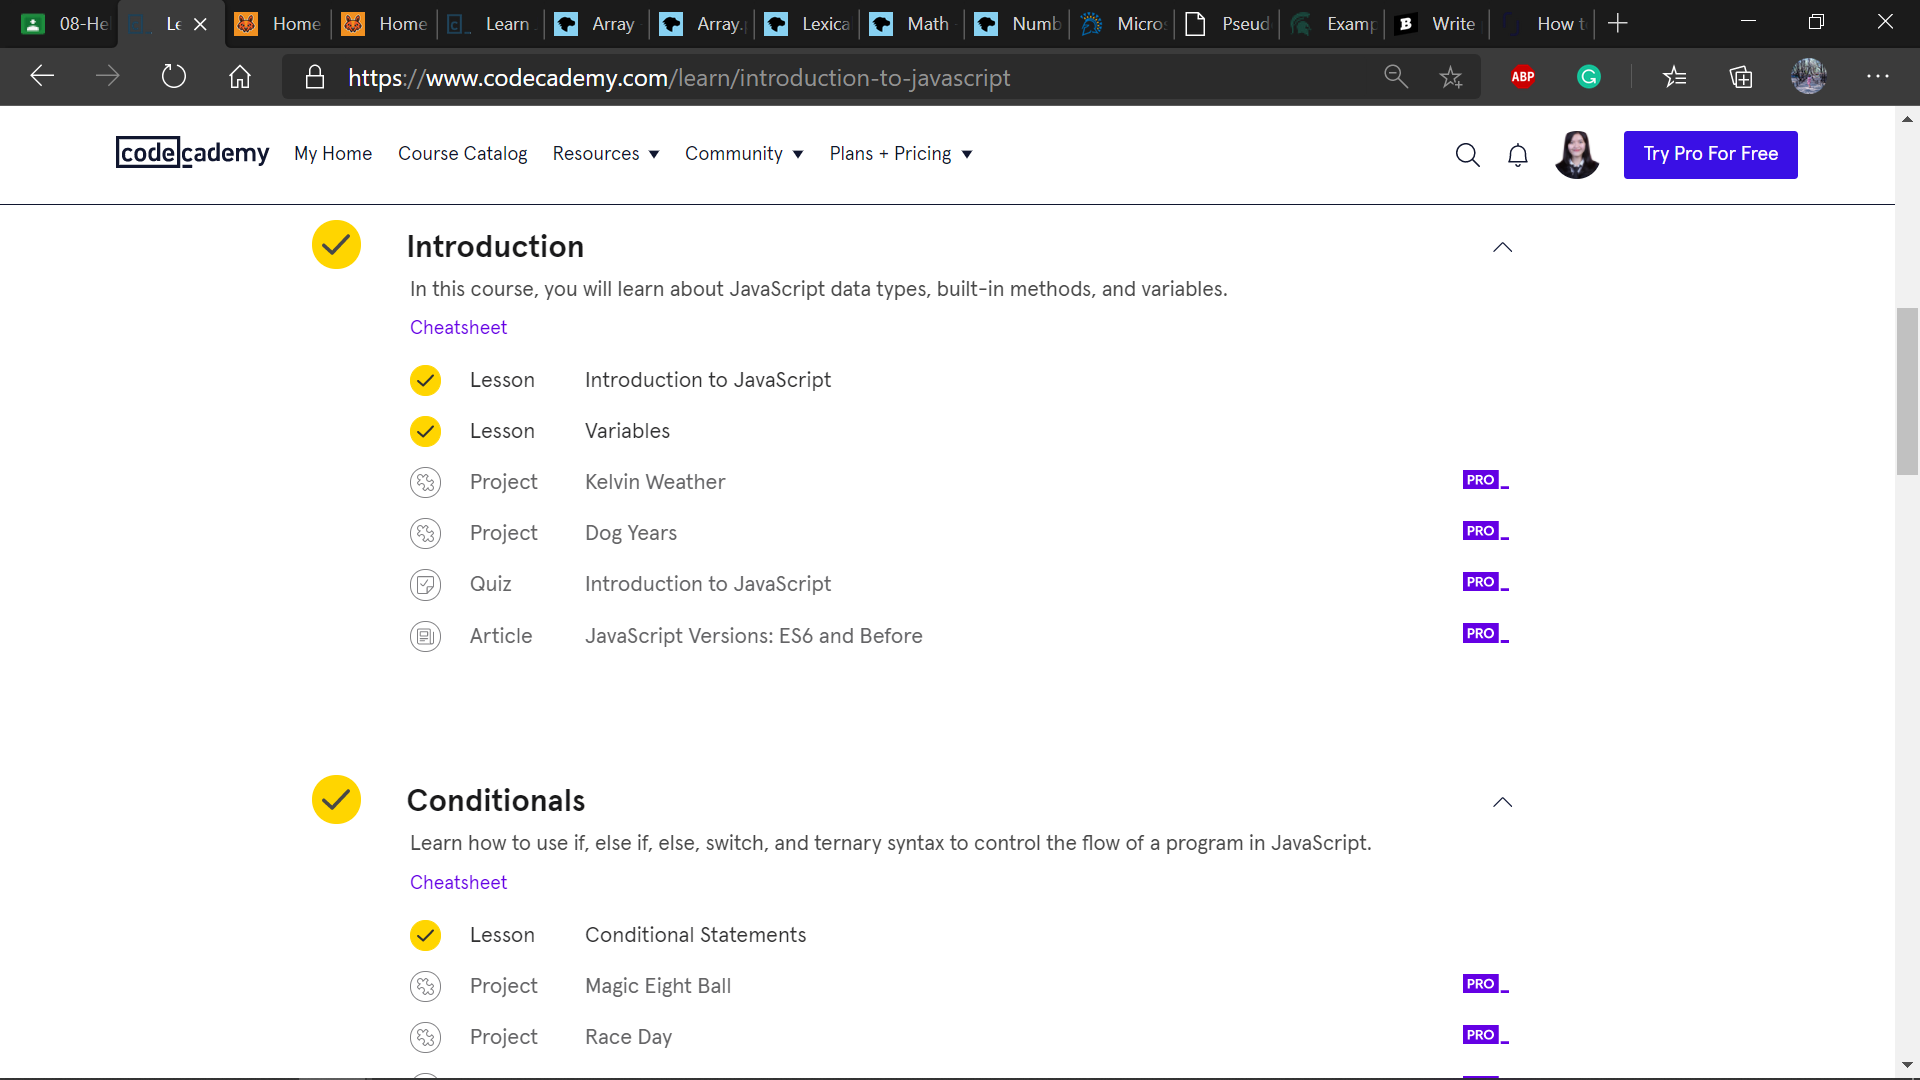 08-He
Le
Home
Home
Learn
Array
Array.
Lexica
Math
Numb
Micros
Pseud
Examp
Write
How t
https://www.codecademy.com/learn/introduction-to-javascript
ABP
G
codecademy
My Home
Course Catalog
Resources
Community
Plans + Pricing
Try Pro For Free
Introduction
In this course, you will learn about JavaScript data types, built-in methods, and variables.
Cheatsheet
Lesson Introduction to JavaScript
Lesson Variables
Project Kelvin Weather PRO
Project Dog Years PRO
Quiz Introduction to JavaScript PRO
Article JavaScript Versions: ES6 and Before PRO
Conditionals
Learn how to use if, else if, else, switch, and ternary syntax to control the flow of a program in JavaScript.
Cheatsheet
Lesson Conditional Statements
Project Magic Eight Ball PRO
Project Race Day PRO